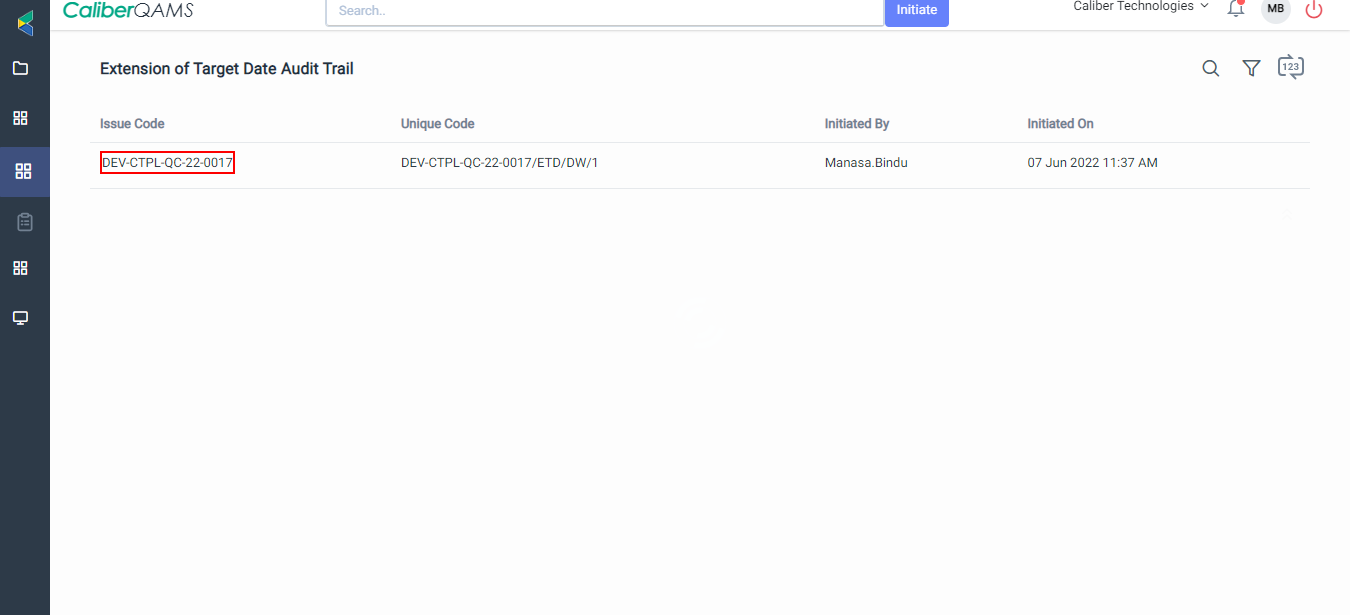 CaliberQAMS
Search..
Initiate
Caliber Technologies
MB
Extension of Target Date Audit Trail
123
Issue Code Unique Code Initiated By Initiated On
DEV-CTPL-QC-22-0017 DEV-CTPL-QC-22-0017/ETD/DW/1 Manasa.Bindu 07 Jun 2022 11:37 AM